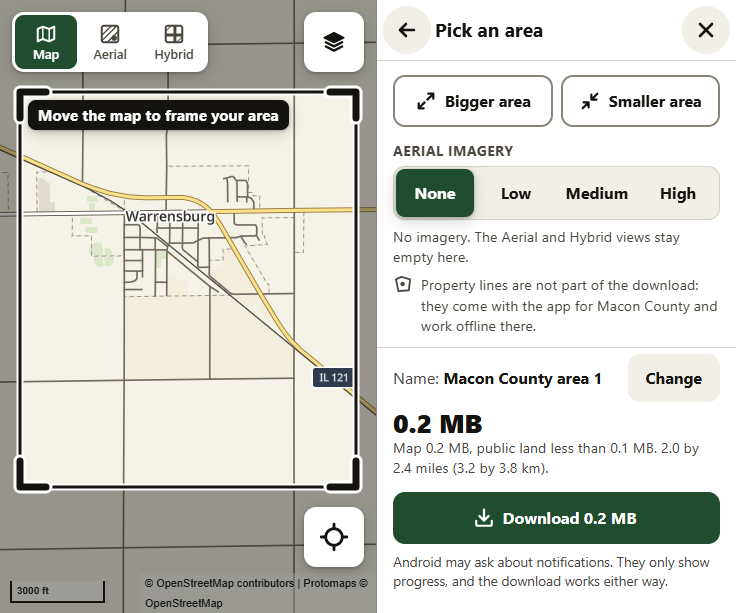 Map
Aerial
Hybrid
Move the map to frame your area
Warrensburg
IL 121
3000 ft
© OpenStreetMap contributors | Protomaps ©
OpenStreetMap
Pick an area
Bigger area
Smaller area
AERIAL IMAGERY
None
Low
Medium
High
No imagery. The Aerial and Hybrid views stay
empty here.
Property lines are not part of the download:
they come with the app for Macon County and
work offline there.
Name: Macon County area 1
Change
0.2 MB
Map 0.2 MB, public land less than 0.1 MB. 2.0 by
2.4 miles (3.2 by 3.8 km).
Download 0.2 MB
Android may ask about notifications. They only show
progress, and the download works either way.